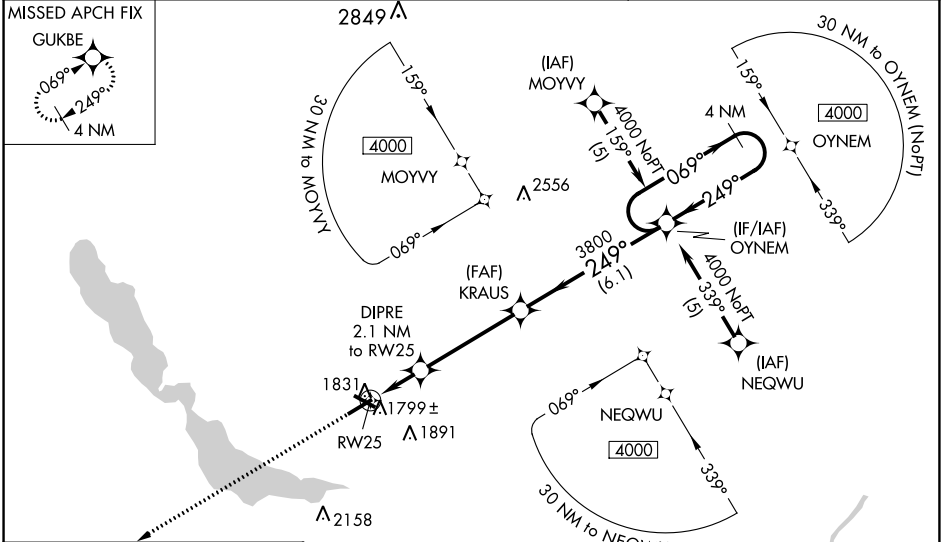 MISSED APCH FIX
GUKBE
069°
249°
4 NM
2849
159°
30 NM to MOYVY
4000
MOYVY
069°
(IAF)
MOYVY
4000 NoPT
159°
(5)
2556
4 NM
069°
249°
30 NM to OYNEM (NoPT)
159°
4000
OYNEM
339°
(IF/IAF)
OYNEM
3800
249°
(6.1)
4000 NoPT
339°
(5)
(IAF)
NEQWU
(FAF)
KRAUS
DIPRE
2.1 NM
to RW25
1831
1799±
RW25
1891
2158
069°
NEQWU
4000
339°
30 NM to